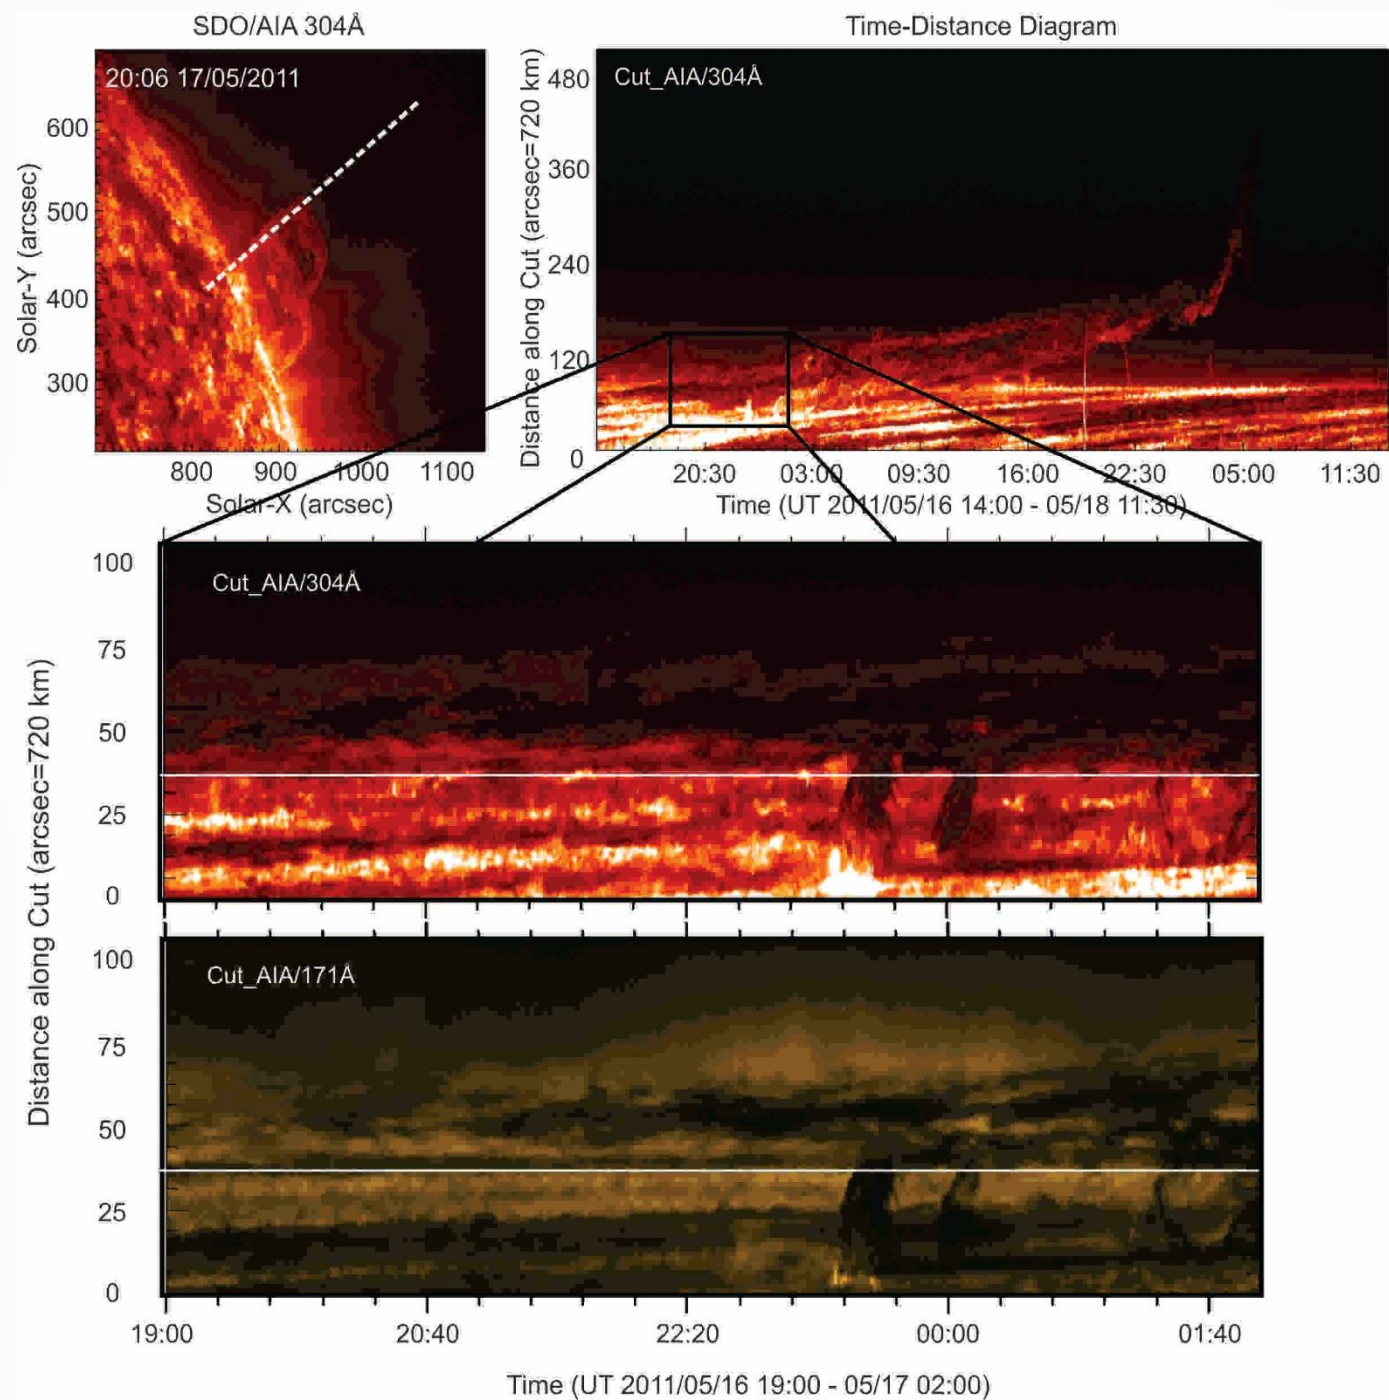 SDO/AIA 304Å
Time-Distance Diagram
20:06 17/05/2011
Solar-Y (arcsec)
600
500
400
300
800 900 1000 1100
Solar-X (arcsec)
Distance along Cut (arcsec=720 km)
480
360
240
120
0
Cut_AIA/304Å
20:30 03:00 09:30 16:00 22:30 05:00 11:30
Time (UT 2011/05/16 14:00 - 05/18 11:30)
Distance along Cut (arcsec=720 km)
100
75
50
25
0
Cut_AIA/304Å
100
75
50
25
0
Cut_AIA/171Å
19:00 20:40 22:20 00:00 01:40
Time (UT 2011/05/16 19:00 - 05/17 02:00)